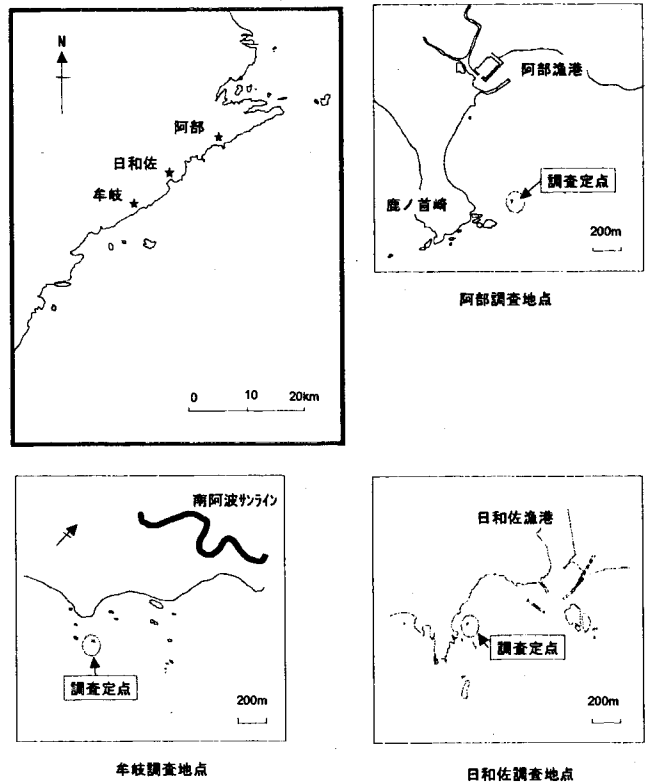 N
阿部
日和佐
牟岐
0 10 20km
阿部漁港
調査定点
鹿ノ首崎
200m
阿部調査地点
南阿波サンライン
調査定点
200m
牟岐調査地点
日和佐漁港
調査定点
200m
日和佐調査地点